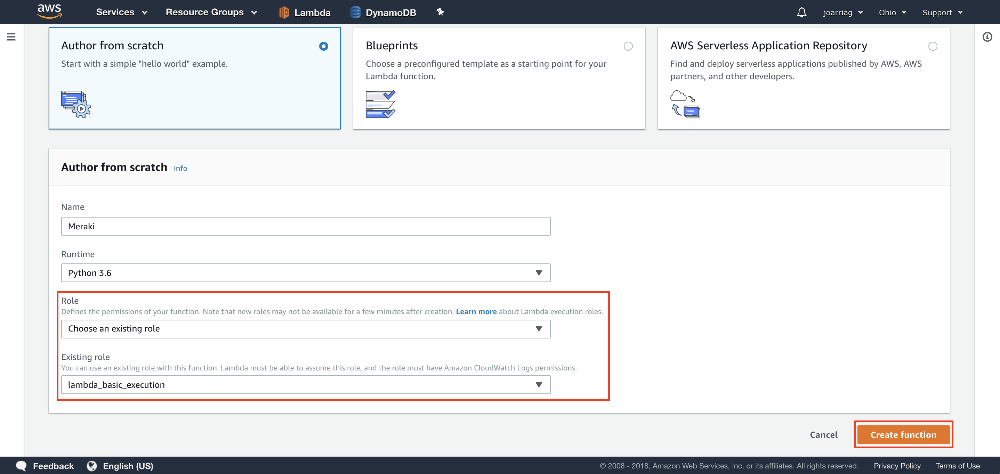 aws Services Resource Groups Lambda DynamoDB joarriag Ohio Support
Author from scratch
Start with a simple "hello world" example.
Blueprints
Choose a preconfigured template as a starting point for your
Lambda function.
AWS Serverless Application Repository
Find and deploy serverless applications published by AWS, AWS
partners, and other developers.
Author from scratch Info
Name
Meraki
Runtime
Python 3.6
Role
Defines the permissions of your function. Note that new roles may not be available for a few minutes after creation. Learn more about Lambda execution roles.
Choose an existing role
Existing role
You can use an existing role with this function. Lambda must be able to assume this role, and the role must have Amazon CloudWatch Logs permissions.
lambda_basic_execution
Cancel Create function
Feedback English (US) © 2008 - 2018, Amazon Web Services, Inc. or its affiliates. All rights reserved. Privacy Policy Terms of Use